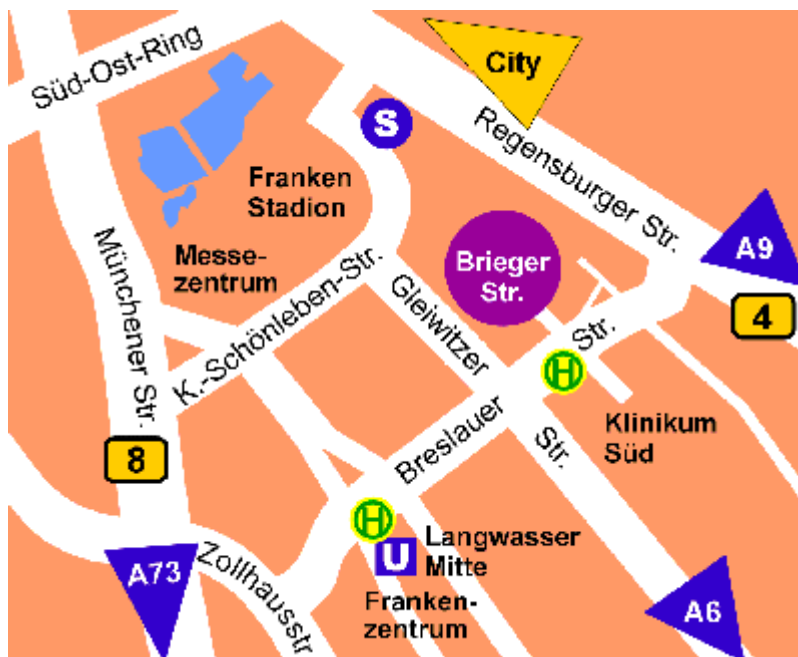 Süd-Ost-Ring
City
S
Regensburger Str.
Franken
Stadion
A9
Messe-
zentrum
Brieger
Str.
4
Münchener Str.
K.-Schönleben-Str.
Gleiwitzer
Str.
Breslauer
Str.
H
Klinikum
Süd
8
H
U
Langwasser
Mitte
Zollhausstr
A73
Franken-
zentrum
A6